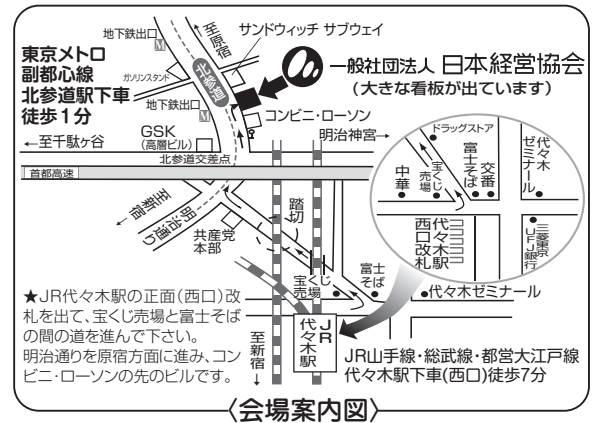 地下鉄出口
M
至原宿
サンドウィッチ サブウェイ
東京メトロ
副都心線
北参道駅下車
徒歩1分
ガソリンスタンド
北参道
一般社団法人 日本経営協会
(大きな看板が出ています)
地下鉄出口
M
コンビニ・ローソン
←至千駄ヶ谷
GSK
(高層ビル)
明治神宮→
北参道交差点
首都高速
ドラッグストア
中華
宝くじ
売場
富士そば
交番
代々木
ゼミナール
代々木駅
西口改札
三菱東京
UFJ銀行
至新宿
明治通り
踏切
共産党
本部
宝くじ
売場
富士
そば
代々木ゼミナール
★JR代々木駅の正面(西口)改
札を出て、宝くじ売場と富士そば
の間の道を進んで下さい。
明治通りを原宿方面に進み、コン
ビニ・ローソンの先のビルです。
至新宿
JR
代々木駅
JR山手線・総武線・都営大江戸線
代々木駅下車(西口)徒歩7分
〈会場案内図〉